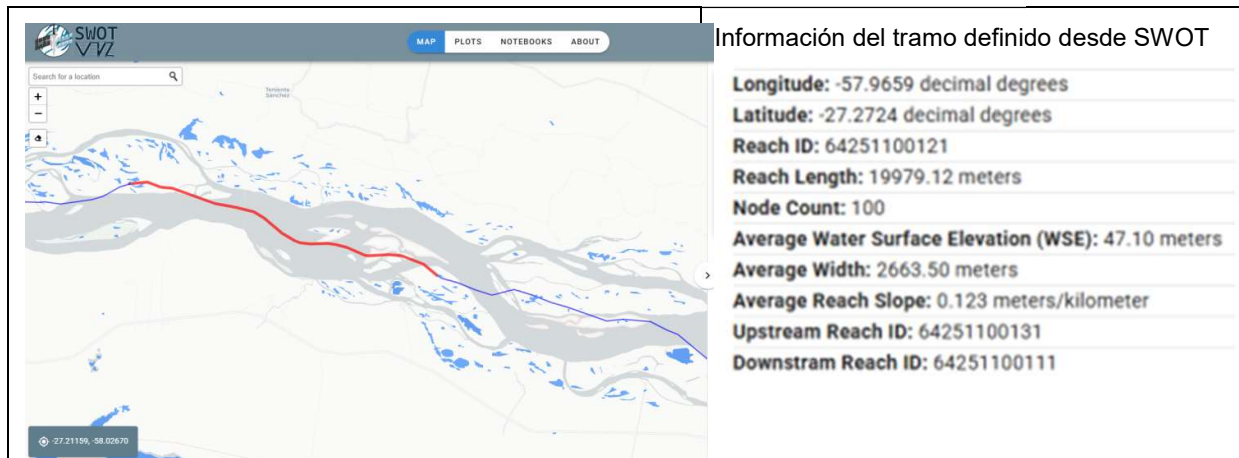 SWOT
VIZ
MAP PLOTS NOTEBOOKS ABOUT
Search for a location
+
−
Teniente
Sanchez
-27.21159, -58.02670
Información del tramo definido desde SWOT
Longitude: -57.9659 decimal degrees
Latitude: -27.2724 decimal degrees
Reach ID: 64251100121
Reach Length: 19979.12 meters
Node Count: 100
Average Water Surface Elevation (WSE): 47.10 meters
Average Width: 2663.50 meters
Average Reach Slope: 0.123 meters/kilometer
Upstream Reach ID: 64251100131
Downstram Reach ID: 64251100111